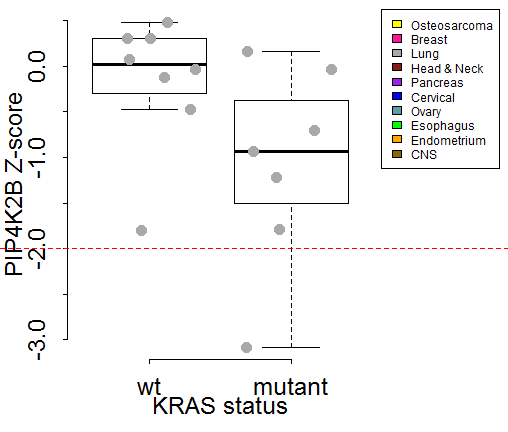 PIP4K2B Z-score
0.0
-1.0
-2.0
-3.0
wt
mutant
KRAS status
Osteosarcoma
Breast
Lung
Head & Neck
Pancreas
Cervical
Ovary
Esophagus
Endometrium
CNS